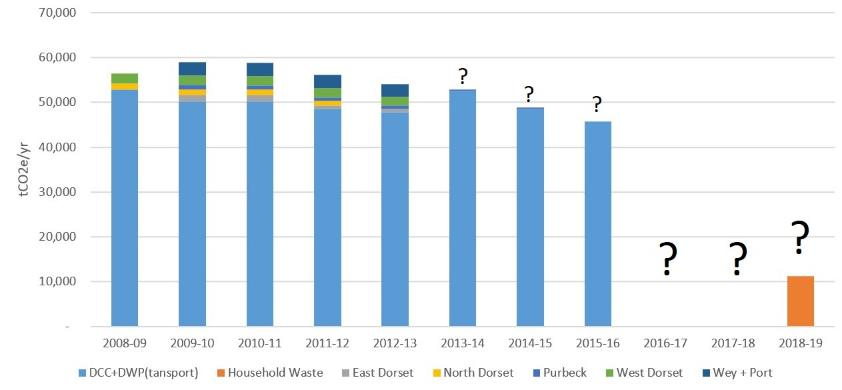 70,000
60,000
50,000
40,000
30,000
20,000
10,000
-
tCO2e/yr
? ? ? ? ? ?
2008-09 2009-10 2010-11 2011-12 2012-13 2013-14 2014-15 2015-16 2016-17 2017-18 2018-19
DCC+DWP(tansport) Household Waste East Dorset North Dorset Purbeck West Dorset Wey + Port